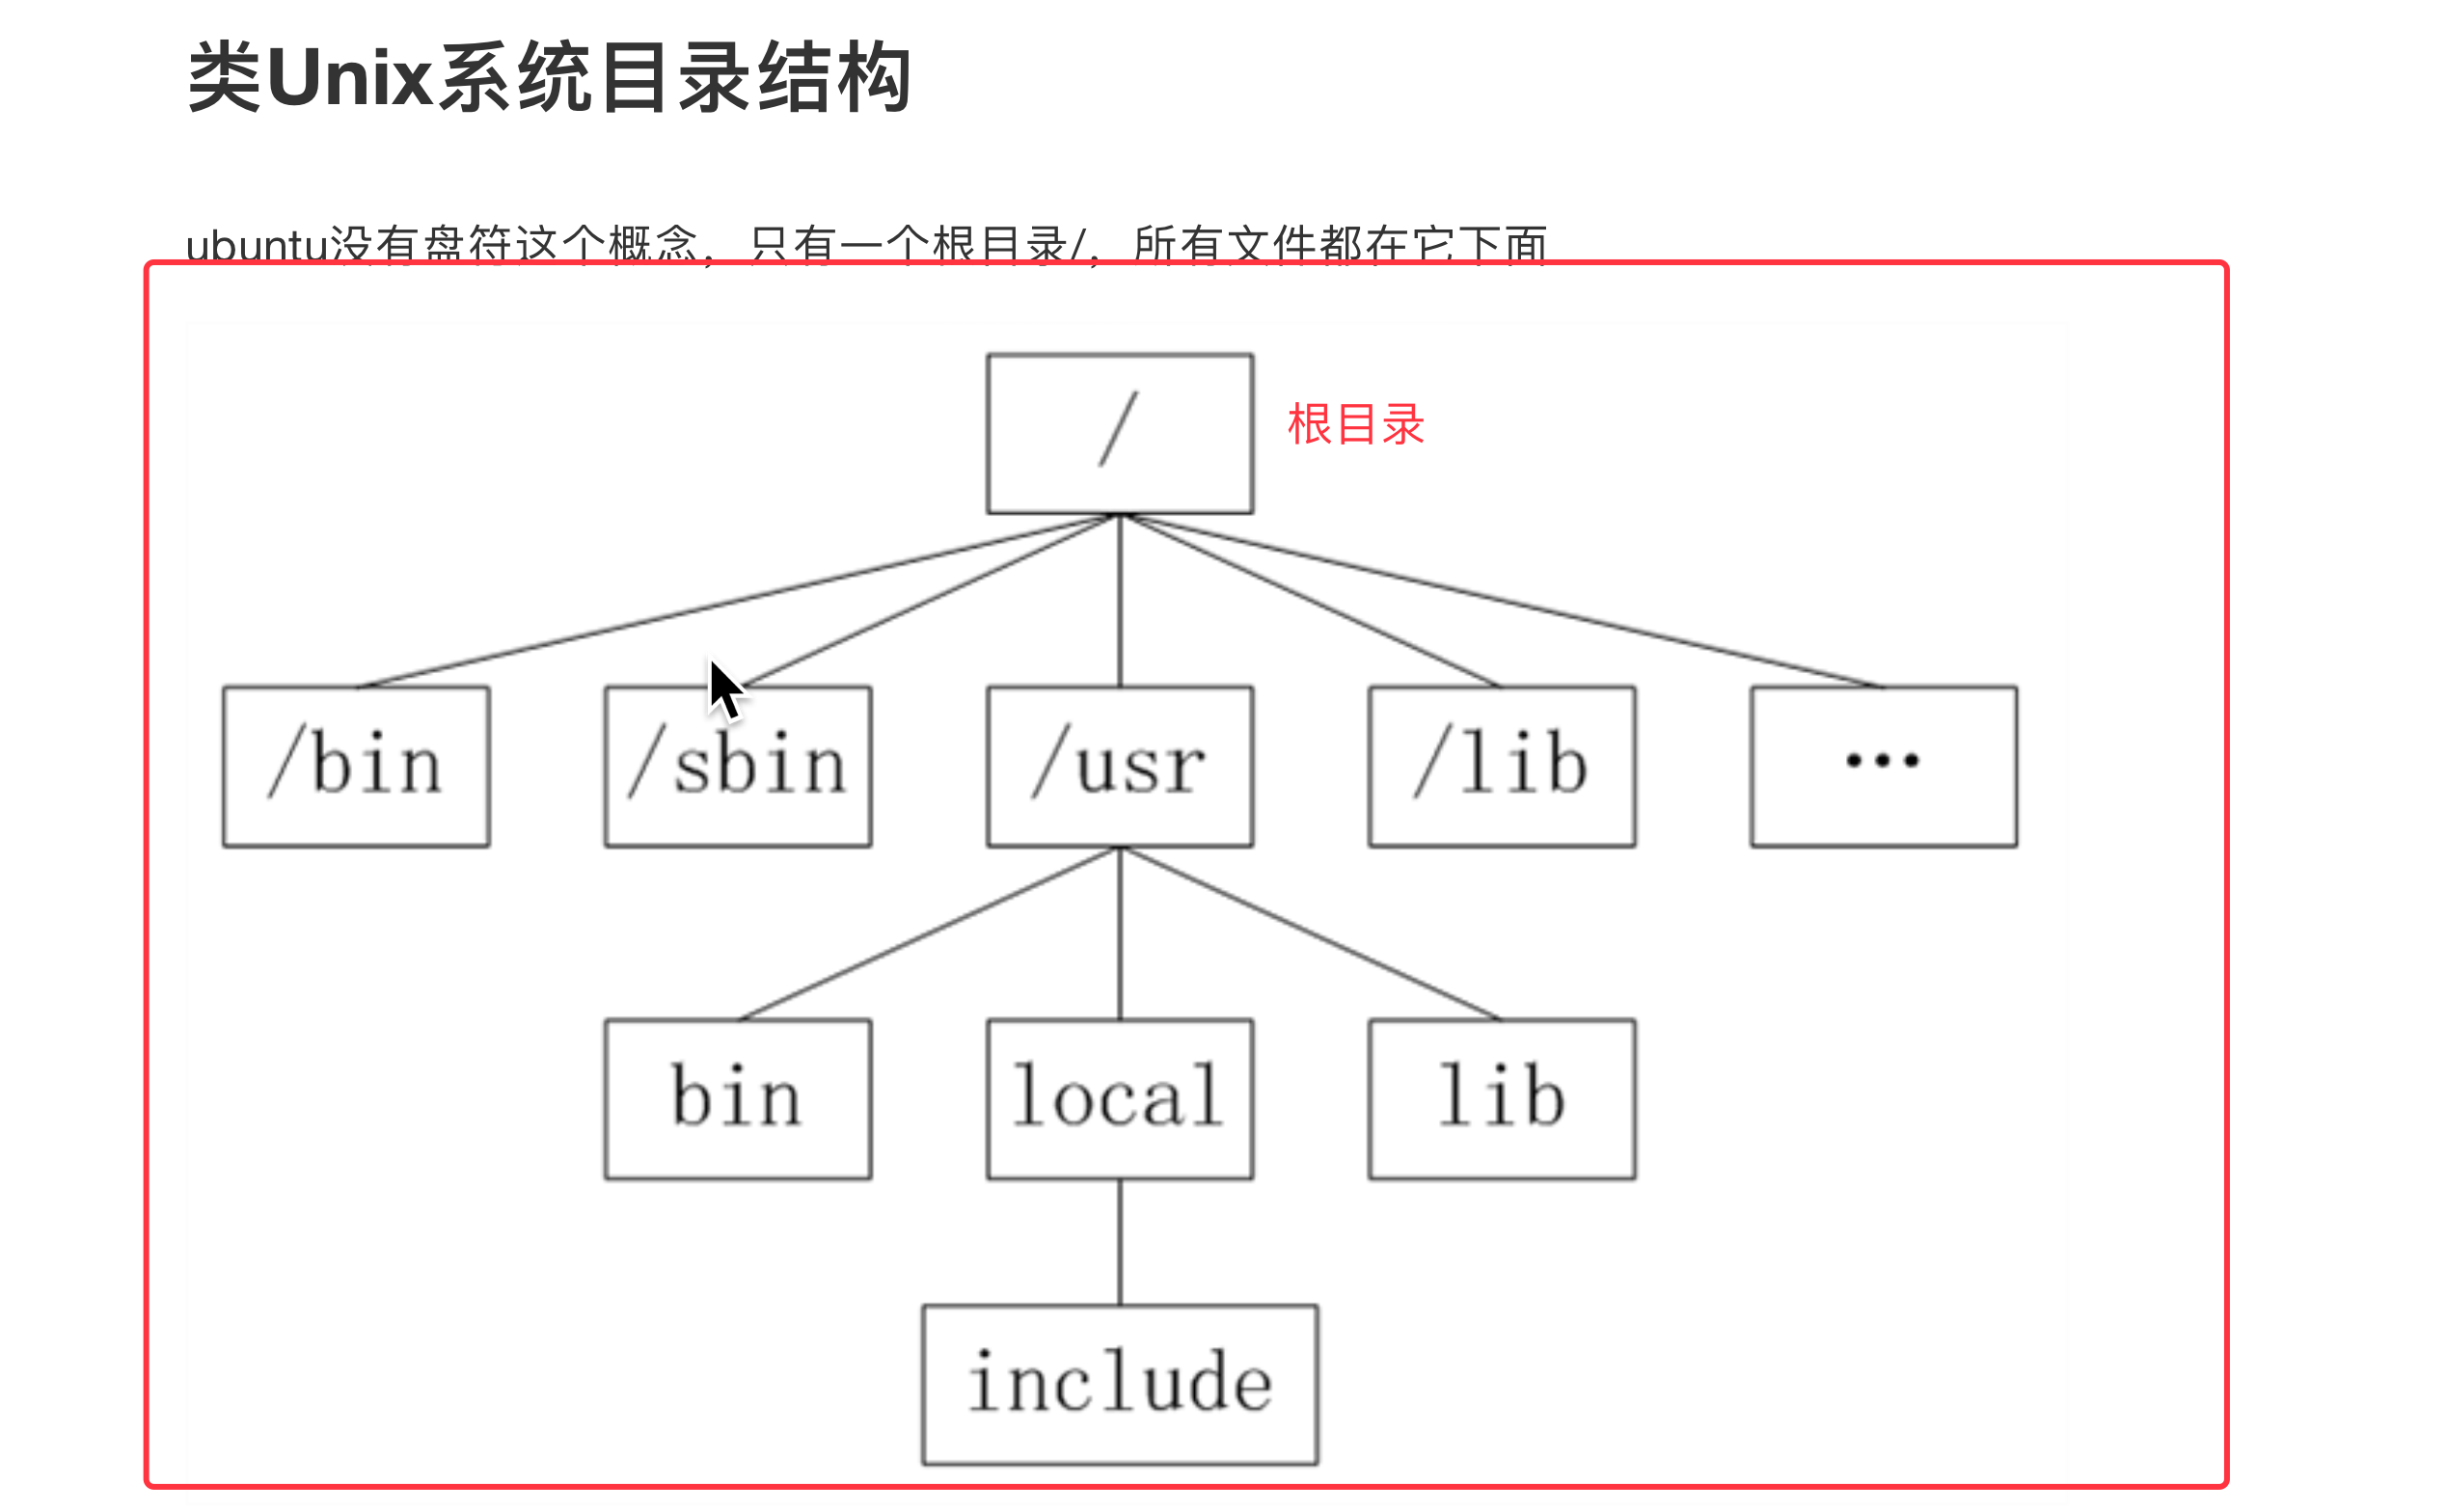 类Unix系统目录结构
ubuntu没有盘符这个概念，只有一个根目录/，所有文件都在它下面
/
根目录
/bin /sbin /usr /lib ...
bin local lib
include